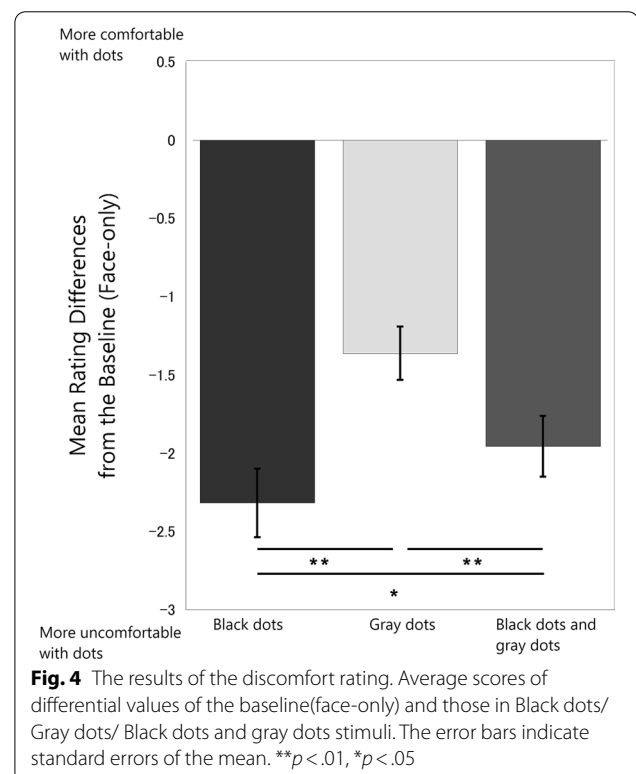 More comfortable
with dots
0.5
0
−0.5
−1
−1.5
−2
−2.5
−3
Mean Rating Differences
from the Baseline (Face-only)
** **
*
More uncomfortable
with dots
Black dots Gray dots Black dots and
gray dots
Fig. 4 The results of the discomfort rating. Average scores of
differential values of the baseline(face-only) and those in Black dots/
Gray dots/ Black dots and gray dots stimuli. The error bars indicate
standard errors of the mean. **p < .01, *p < .05